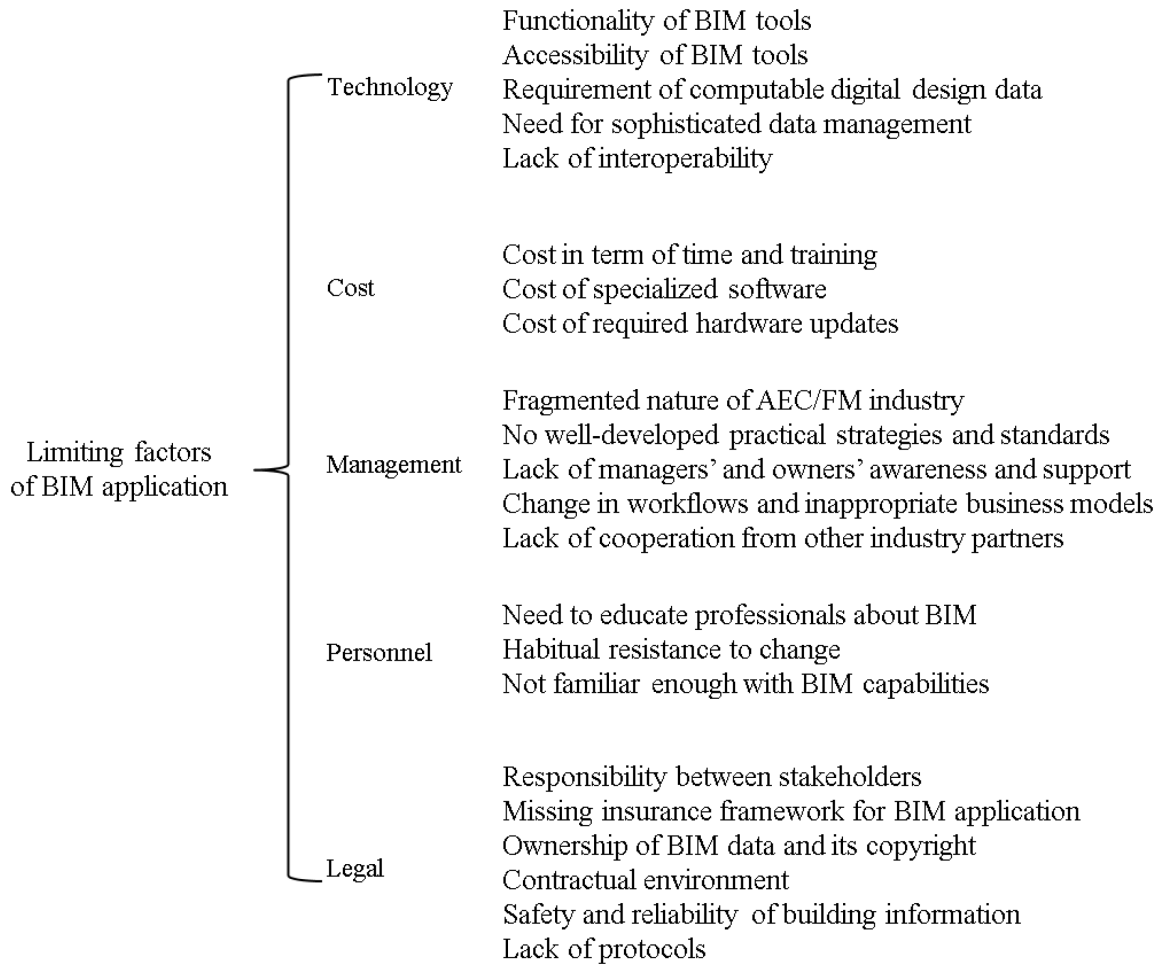 Limiting factors
of BIM application
Technology
Functionality of BIM tools
Accessibility of BIM tools
Requirement of computable digital design data
Need for sophisticated data management
Lack of interoperability
Cost
Cost in term of time and training
Cost of specialized software
Cost of required hardware updates
Management
Fragmented nature of AEC/FM industry
No well-developed practical strategies and standards
Lack of managers’ and owners’ awareness and support
Change in workflows and inappropriate business models
Lack of cooperation from other industry partners
Personnel
Need to educate professionals about BIM
Habitual resistance to change
Not familiar enough with BIM capabilities
Legal
Responsibility between stakeholders
Missing insurance framework for BIM application
Ownership of BIM data and its copyright
Contractual environment
Safety and reliability of building information
Lack of protocols